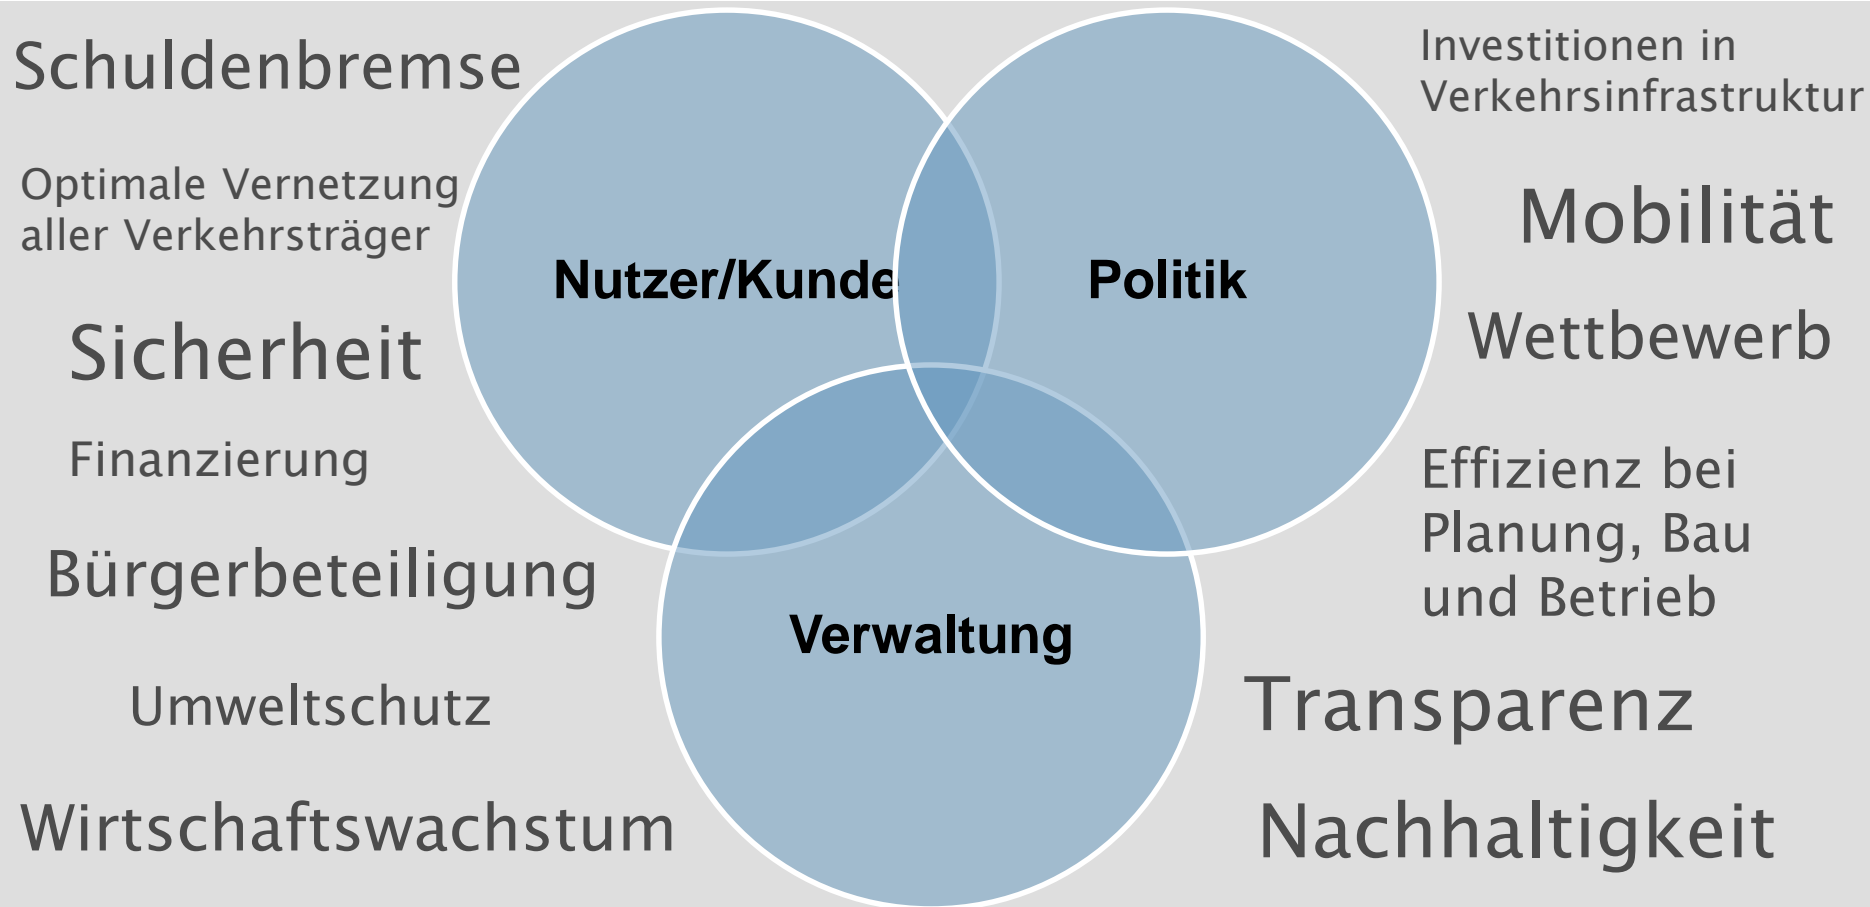 Schuldenbremse
Optimale Vernetzung
aller Verkehrsträger
Sicherheit
Finanzierung
Bürgerbeteiligung
Umweltschutz
Wirtschaftswachstum
Nutzer/Kunde
Politik
Verwaltung
Investitionen in
Verkehrsinfrastruktur
Mobilität
Wettbewerb
Effizienz bei
Planung, Bau
und Betrieb
Transparenz
Nachhaltigkeit